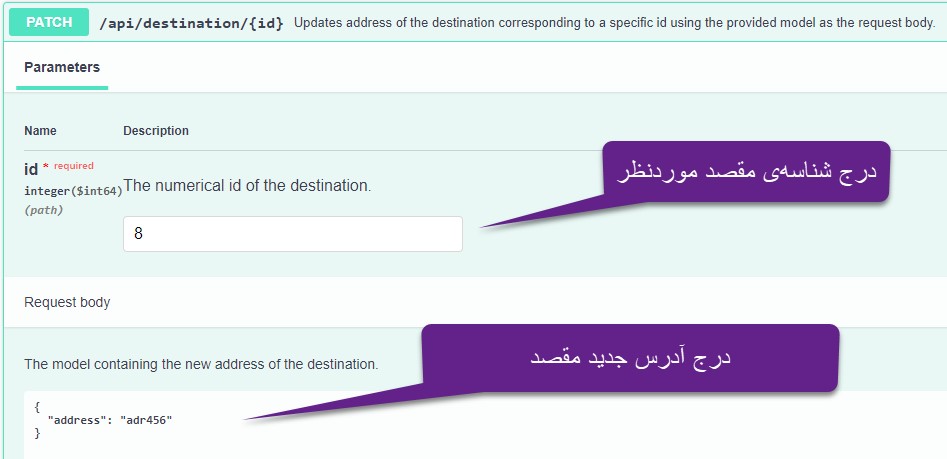 PATCH /api/destination/{id} Updates address of the destination corresponding to a specific id using the provided model as the request body.
Parameters
Name Description
id * required
integer($int64)
(path)
The numerical id of the destination.
8
درج شناسه‌ی مقصد موردنظر
Request body
The model containing the new address of the destination.
درج آدرس جدید مقصد
{
"address": "adr456"
}